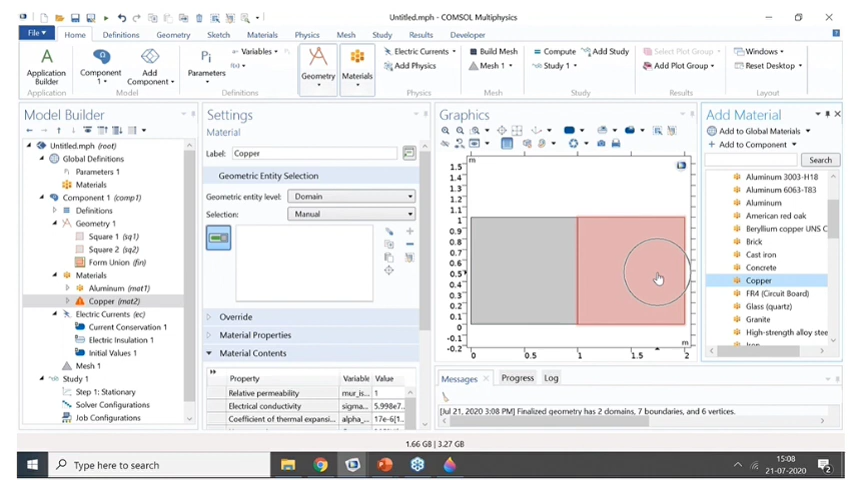 Untitled.mph - COMSOL Multiphysics
File Home Definitions Geometry Sketch Materials Physics Mesh Study Results Developer
Application Builder
Component 1
Add Component
Pi
Parameters
Variables
f(x)
Geometry
Materials
Electric Currents
Add Physics
Build Mesh
Mesh 1
Compute
Study 1
Add Study
Select Plot Group
Add Plot Group
Windows
Reset Desktop
Application Model Definitions Physics Mesh Study Results Layout
Model Builder
Untitled.mph (root)
Global Definitions
Parameters 1
Materials
Component 1 (comp1)
Definitions
Geometry 1
Square 1 (sq1)
Square 2 (sq2)
Form Union (fin)
Materials
Aluminum (mat1)
Copper (mat2)
Electric Currents (ec)
Current Conservation 1
Electric Insulation 1
Initial Values 1
Mesh 1
Study 1
Step 1: Stationary
Solver Configurations
Job Configurations
Settings
Material
Label: Copper
Geometric Entity Selection
Geometric entity level: Domain
Selection: Manual
Override
Material Properties
Material Contents
Property Variable Value
Relative permeability mur_is... 1
Electrical conductivity sigma... 5.998e7...
Coefficient of thermal expansi... alpha_... 17e-6[1...
Graphics
m
1.5
1.4
1.3
1.2
1.1
1
0.9
0.8
0.7
0.6
0.5
0.4
0.3
0.2
0.1
0
-0.1
-0.2
0 0.5 1 1.5 2
m
Messages Progress Log
[Jul 21, 2020 3:08 PM] Finalized geometry has 2 domains, 7 boundaries, and 6 vertices.
Add Material
Add to Global Materials
Add to Component
Search
Aluminum 3003-H18
Aluminum 6063-T83
Aluminum
American red oak
Beryllium copper UNS C
Brick
Cast iron
Concrete
Copper
FR4 (Circuit Board)
Glass (quartz)
Granite
High-strength alloy stee
Iron
1.66 GB | 3.27 GB
Type here to search
15:08
21-07-2020
2